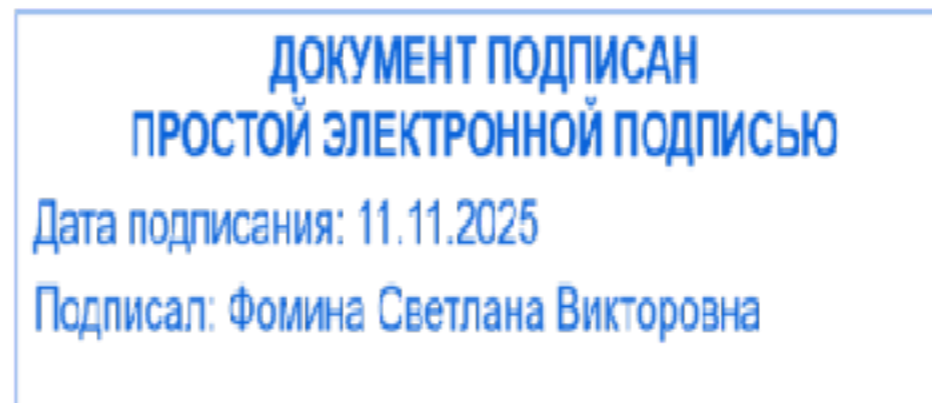 ДОКУМЕНТ ПОДПИСАН
ПРОСТОЙ ЭЛЕКТРОННОЙ ПОДПИСЬЮ
Дата подписания: 11.11.2025
Подписал: Фомина Светлана Викторовна